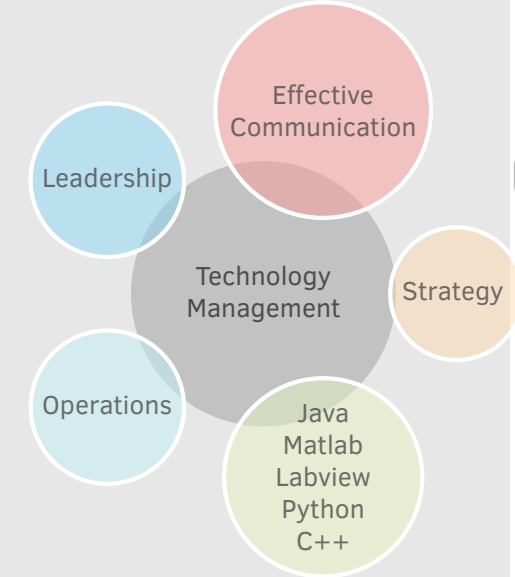 Effective
Communication
Leadership
Technology
Management
Strategy
Operations
Java
Matlab
Labview
Python
C++